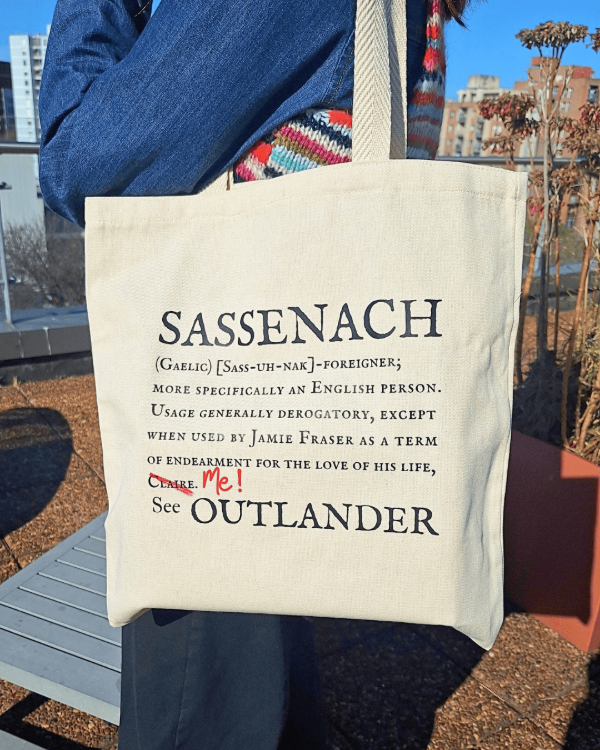 SASSENACH
(Gaelic) [Sass-uh-nak]-foreigner;
more specifically an English person.
Usage generally derogatory, except
when used by Jamie Fraser as a term
of endearment for the love of his life,
Claire. Me!
See OUTLANDER